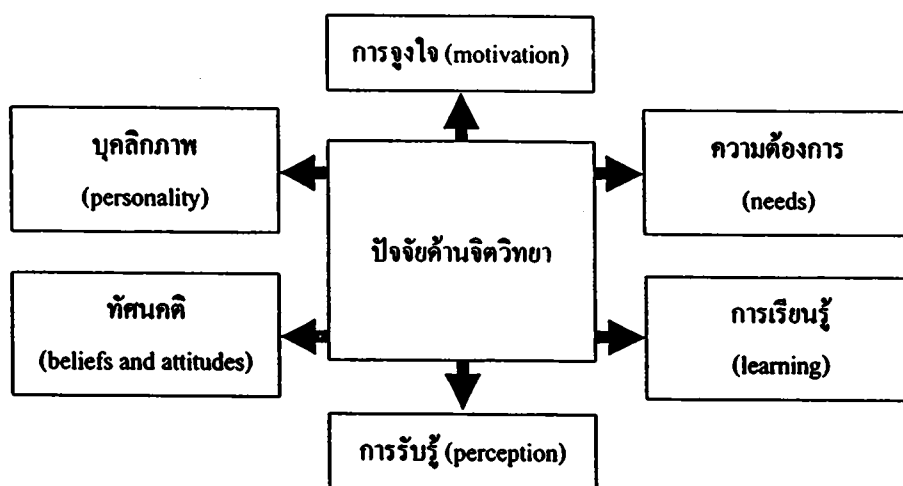 การจูงใจ (motivation)
บุคลิกภาพ
(personality)
ความต้องการ
(needs)
ปัจจัยด้านจิตวิทยา
ทัศนคติ
(beliefs and attitudes)
การเรียนรู้
(learning)
การรับรู้ (perception)